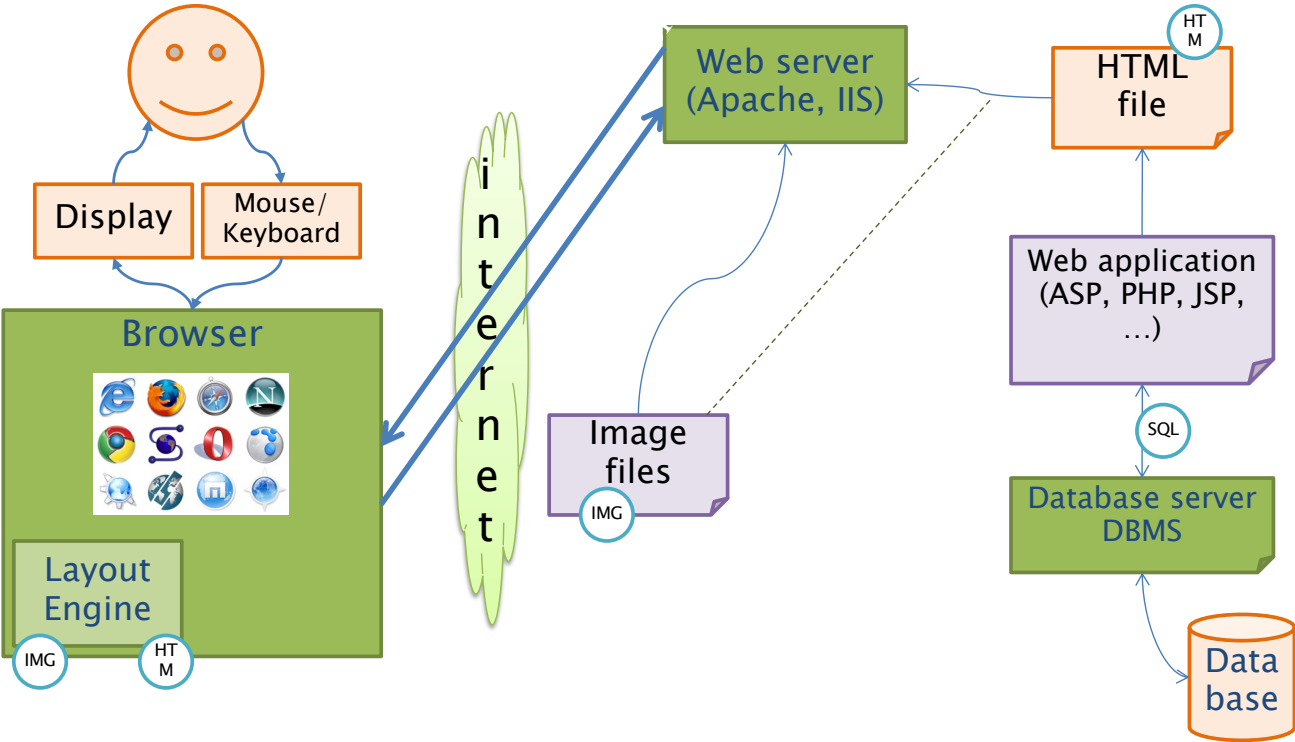 HT
M
Web server
(Apache, IIS)
HTML
file
Display
Mouse/
Keyboard
i
n
t
e
r
n
e
t
Web application
(ASP, PHP, JSP,
…)
Browser
N
Image
files
IMG
SQL
Database server
DBMS
Layout
Engine
IMG
HT
M
Data
base